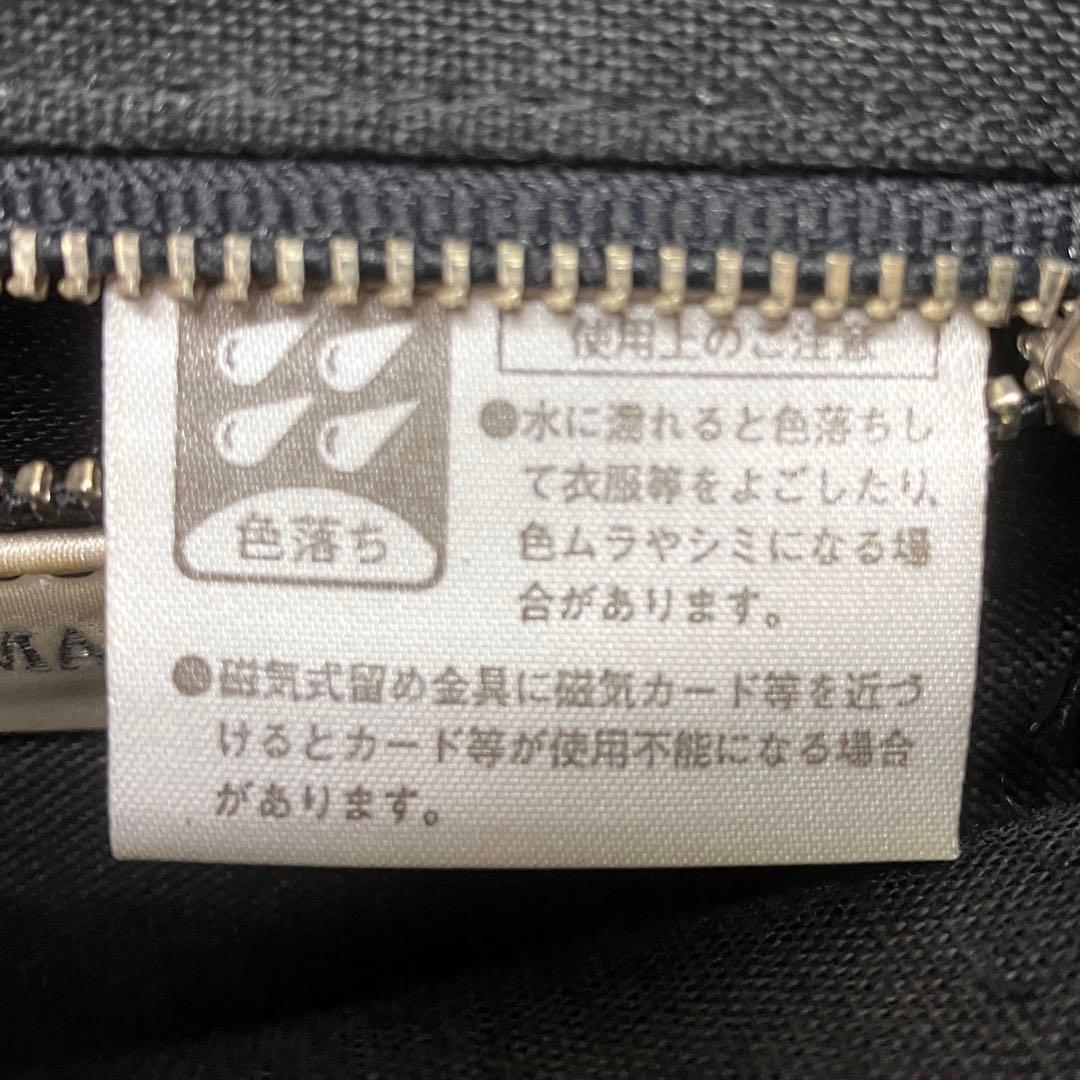 使用上のご注意
●水に濡れると色落ちし
て衣服等をよごしたり、
色ムラやシミになる場
合があります。
色落ち
●磁気式留め金具に磁気カード等を近づ
けるとカード等が使用不能になる場合
があります。